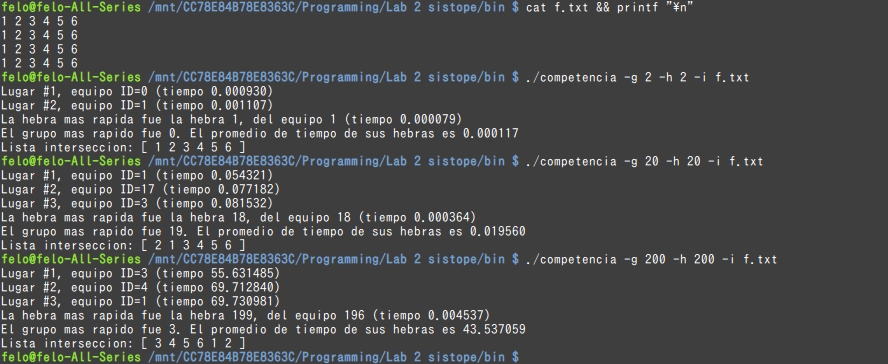 felo@felo-All-Series /mnt/CC78E84B78E8363C/Programming/Lab 2 sistope/bin $ cat f.txt && printf "¥n"
1 2 3 4 5 6
1 2 3 4 5 6
1 2 3 4 5 6
1 2 3 4 5 6
felo@felo-All-Series /mnt/CC78E84B78E8363C/Programming/Lab 2 sistope/bin $ ./competencia -g 2 -h 2 -i f.txt
Lugar #1, equipo ID=0 (tiempo 0.000930)
Lugar #2, equipo ID=1 (tiempo 0.001107)
La hebra mas rapida fue la hebra 1, del equipo 1 (tiempo 0.000079)
El grupo mas rapido fue 0. El promedio de tiempo de sus hebras es 0.000117
Lista interseccion: [ 1 2 3 4 5 6 ]
felo@felo-All-Series /mnt/CC78E84B78E8363C/Programming/Lab 2 sistope/bin $ ./competencia -g 20 -h 20 -i f.txt
Lugar #1, equipo ID=1 (tiempo 0.054321)
Lugar #2, equipo ID=17 (tiempo 0.077182)
Lugar #3, equipo ID=3 (tiempo 0.081532)
La hebra mas rapida fue la hebra 18, del equipo 18 (tiempo 0.000364)
El grupo mas rapido fue 19. El promedio de tiempo de sus hebras es 0.019560
Lista interseccion: [ 2 1 3 4 5 6 ]
felo@felo-All-Series /mnt/CC78E84B78E8363C/Programming/Lab 2 sistope/bin $ ./competencia -g 200 -h 200 -i f.txt
Lugar #1, equipo ID=3 (tiempo 55.631485)
Lugar #2, equipo ID=4 (tiempo 69.712840)
Lugar #3, equipo ID=1 (tiempo 69.730981)
La hebra mas rapida fue la hebra 199, del equipo 196 (tiempo 0.004537)
El grupo mas rapido fue 3. El promedio de tiempo de sus hebras es 43.537059
Lista interseccion: [ 3 4 5 6 1 2 ]
felo@felo-All-Series /mnt/CC78E84B78E8363C/Programming/Lab 2 sistope/bin $